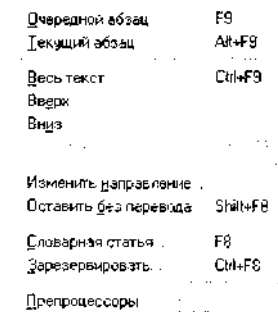 Очередной абзац F9
Текущий абзац Alt+F9
Весь текст Ctrl+F9
Вверх
Вниз
Изменить направление
Оставить без перевода Shift+F8
Словарная статья F8
Зарезервировать.. Ctrl+F8
Препроцессоры